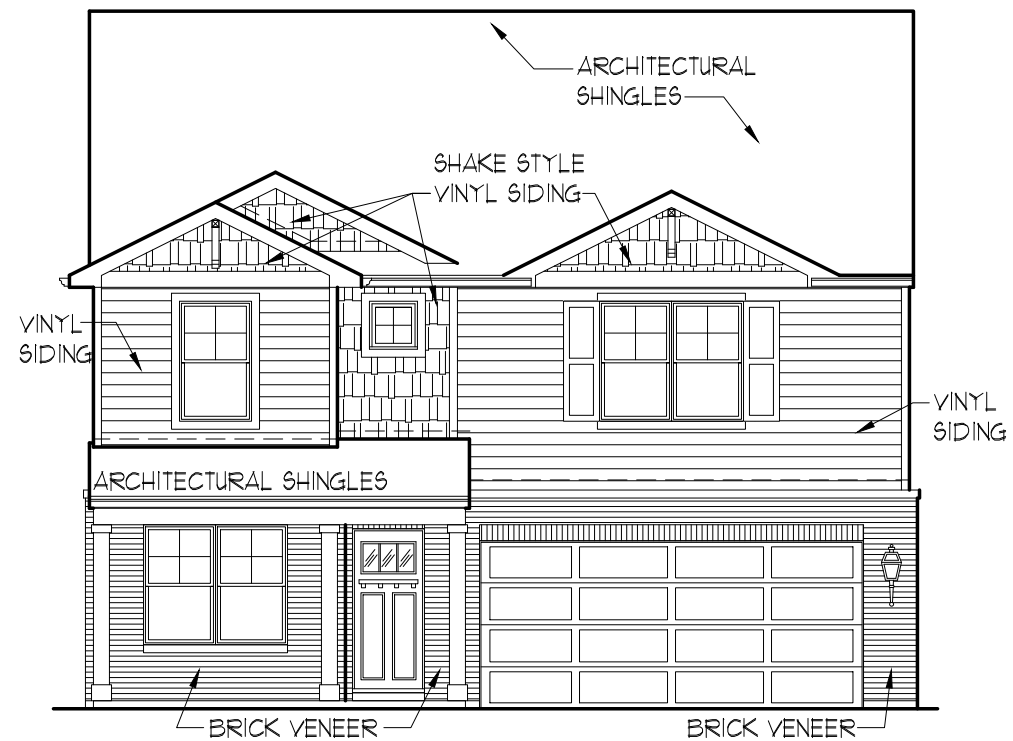 ARCHITECTURAL
SHINGLES
SHAKE STYLE
VINYL SIDING
VINYL
SIDING
VINYL
SIDING
ARCHITECTURAL SHINGLES
BRICK VENEER
BRICK VENEER